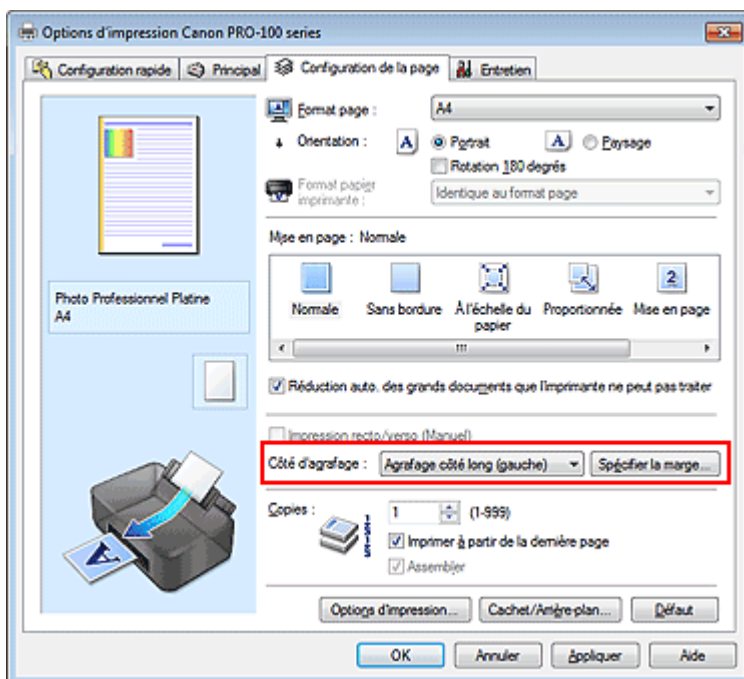 Options d'impression Canon PRO-100 series
Configuration rapide Principal Configuration de la page Entretien
Format page : A4
Orientation : A Portrait A Paysage
Rotation 180 degrés
Format papier imprimante : Identique au format page
Mise en page : Normale
Normale Sans bordure À l'échelle du papier Proportionnée 2 Mise en page
Photo Professionnel Platine
A4
Réduction auto. des grands documents que l'imprimante ne peut pas traiter
Impression recto/verso (Manuel)
Côté d'agrafage : Agrafage côté long (gauche) Spécifier la marge...
Copies : 1 (1-999)
Imprimer à partir de la dernière page
Assembler
A
Options d'impression... Cachet/Arrière-plan... Défaut
OK Annuler Appliquer Aide